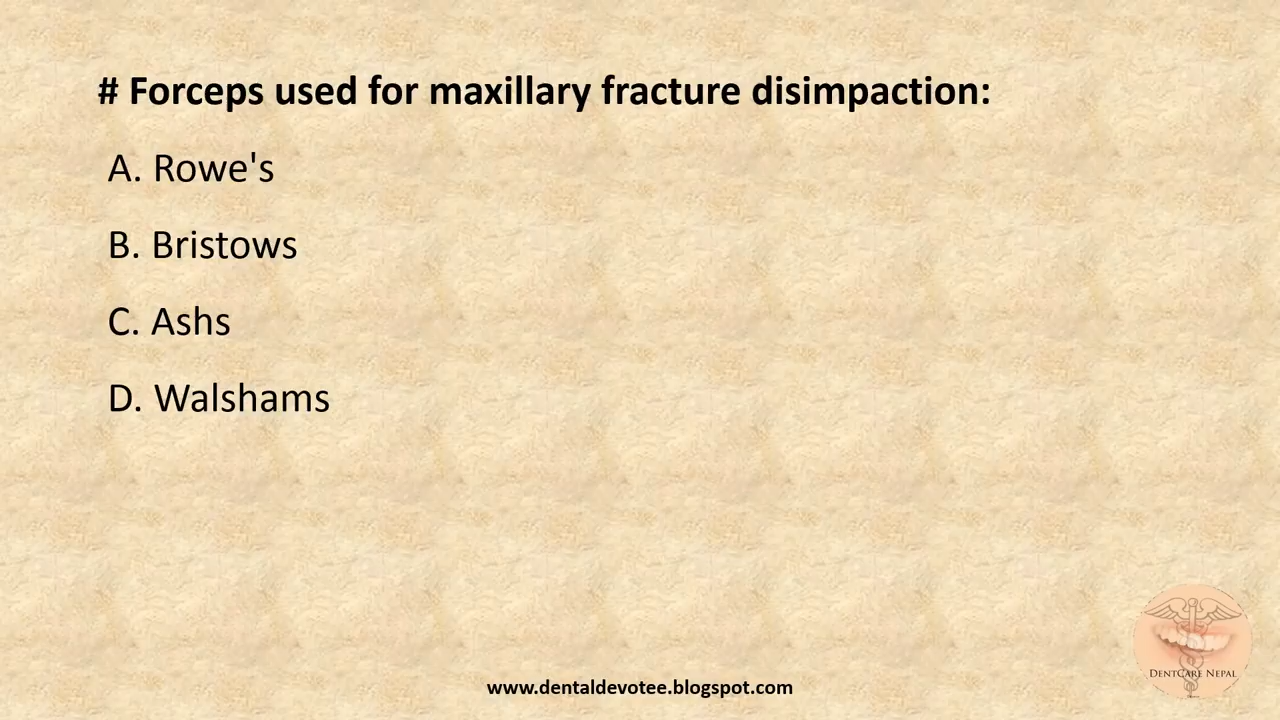 # Forceps used for maxillary fracture disimpaction:
A. Rowe's
B. Bristows
C. Ashs
D. Walshams
DentCare Nepal
www.dentaldevotee.blogspot.com